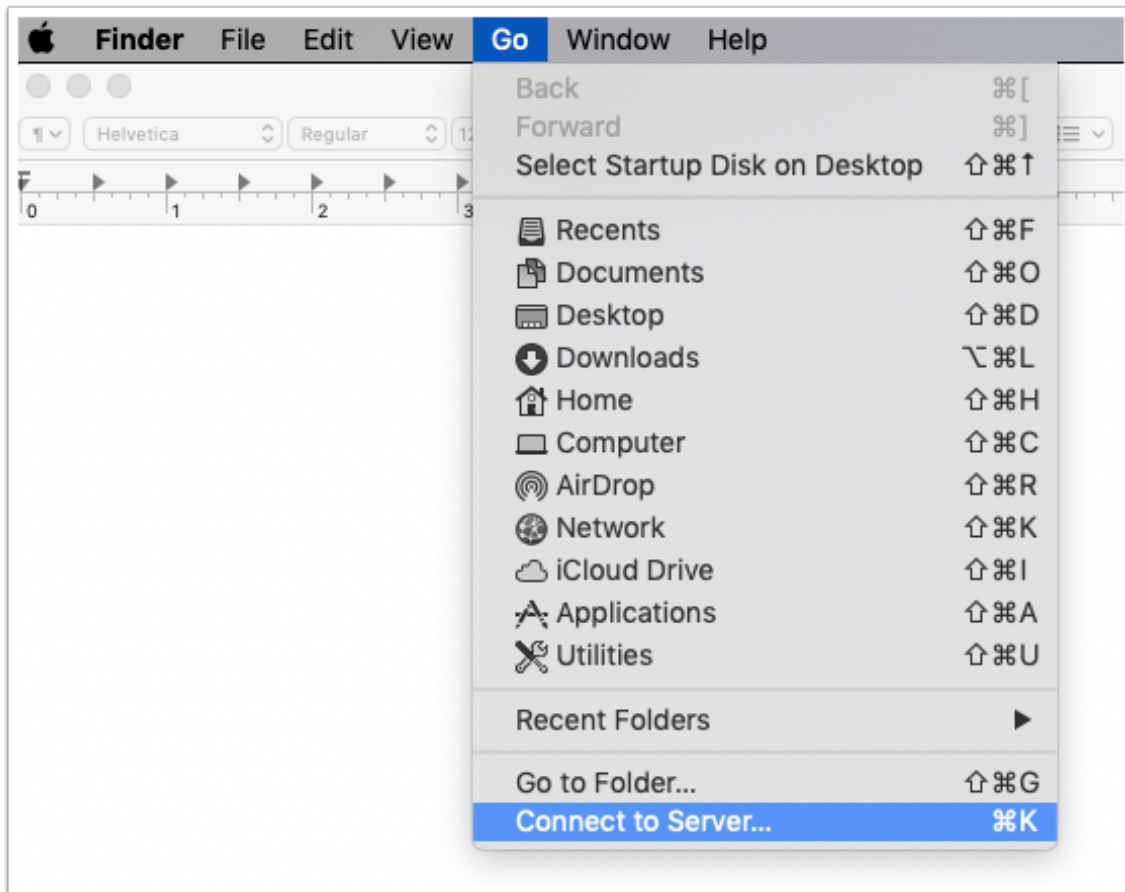 Finder File Edit View Go Window Help
Back ⌘[
Forward ⌘]
Select Startup Disk on Desktop ⇧⌘↑
¶ Helvetica Regular
0 1 2 3
Recents ⇧⌘F
Documents ⇧⌘O
Desktop ⇧⌘D
Downloads ⌥⌘L
Home ⇧⌘H
Computer ⇧⌘C
AirDrop ⇧⌘R
Network ⇧⌘K
iCloud Drive ⇧⌘I
Applications ⇧⌘A
Utilities ⇧⌘U
Recent Folders ▶
Go to Folder... ⇧⌘G
Connect to Server... ⌘K